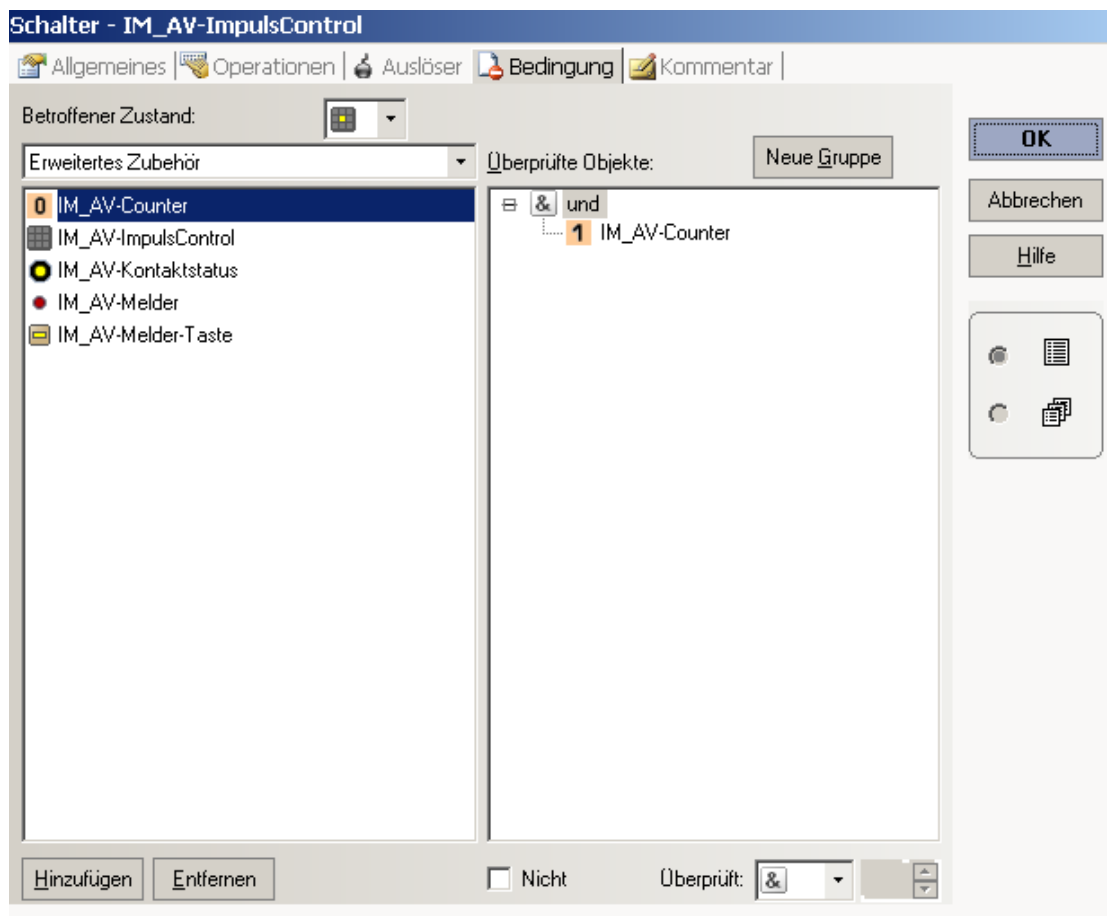 Schalter - IM_AV-ImpulsControl
Allgemeines Operationen Auslöser Bedingung Kommentar
Betroffener Zustand:
Erweitertes Zubehör
Überprüfte Objekte:
Neue Gruppe
0 IM_AV-Counter
IM_AV-ImpulsControl
IM_AV-Kontaktstatus
IM_AV-Melder
IM_AV-Melder-Taste
& und
1 IM_AV-Counter
OK
Abbrechen
Hilfe
Hinzufügen Entfernen
Nicht Überprüft: &